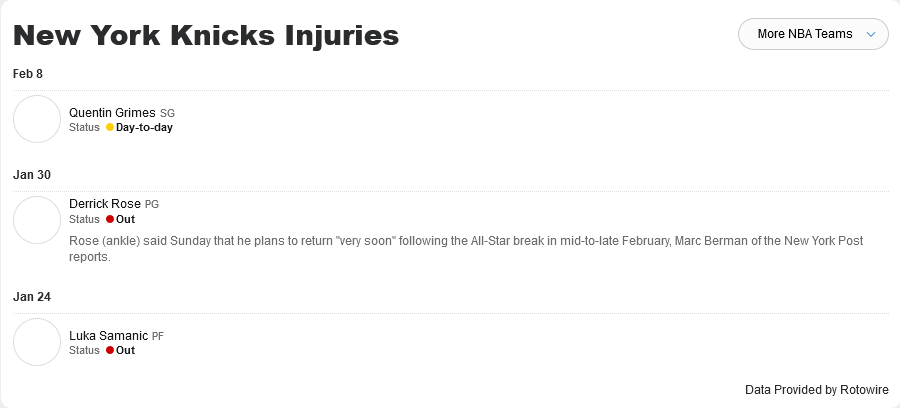 New York Knicks Injuries
More NBA Teams
Feb 8
Quentin Grimes SG
Status Day-to-day
Jan 30
Derrick Rose PG
Status Out
Rose (ankle) said Sunday that he plans to return "very soon" following the All-Star break in mid-to-late February, Marc Berman of the New York Post
reports.
Jan 24
Luka Samanic PF
Status Out
Data Provided by Rotowire